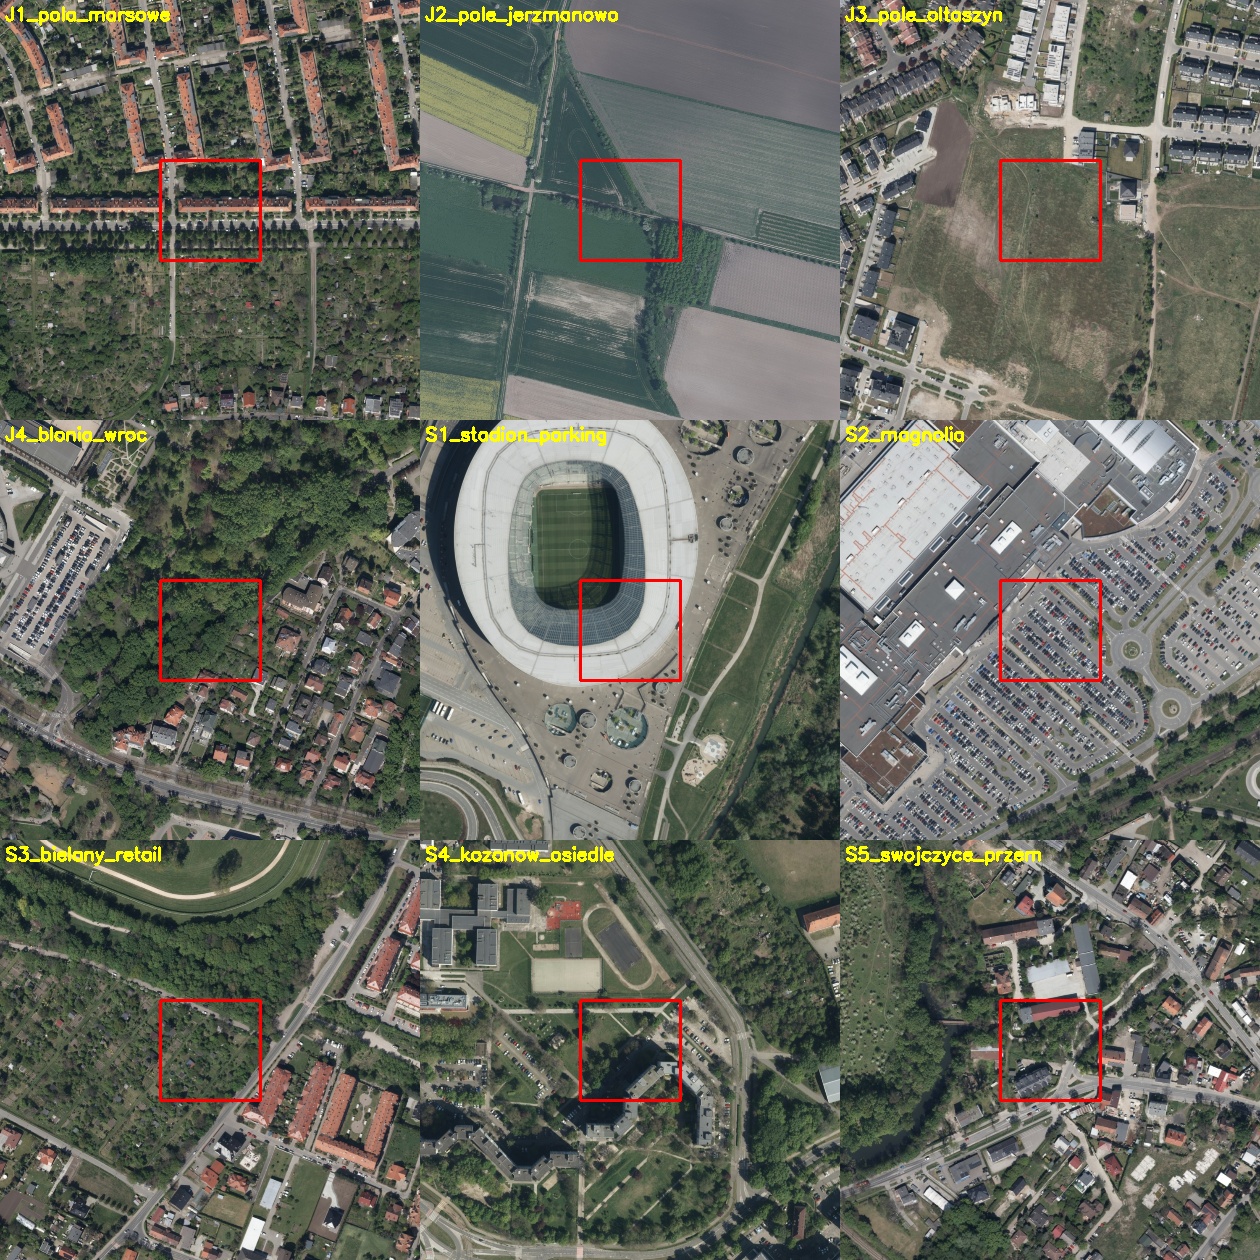 J1_pola_marsowe
J2_pole_jerzmanowo
J3_pole_oltaszyn
J4_blonia_wroc
S1_stadion_parking
S2_magnolia
S3_bielany_retail
S4_kozanow_osiedle
S5_swojczyce_przem